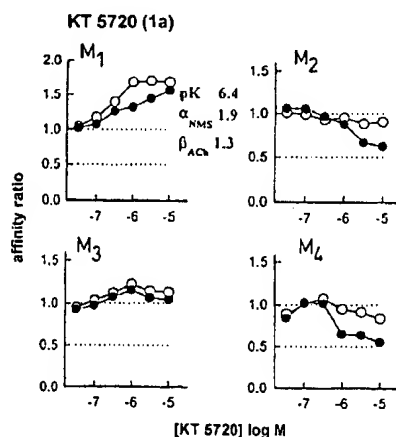 KT 5720 (1a)
M1
M2
pK 6.4
αNMS 1.9
βACh 1.3
2.0
1.5
1.0
0.5
0.0
-7 -6 -5
1.5
1.0
0.5
0.0
-7 -6 -5
affinity ratio
M3
M4
1.5
1.0
0.5
0.0
-7 -6 -5
1.5
1.0
0.5
0.0
-7 -6 -5
[KT 5720] log M